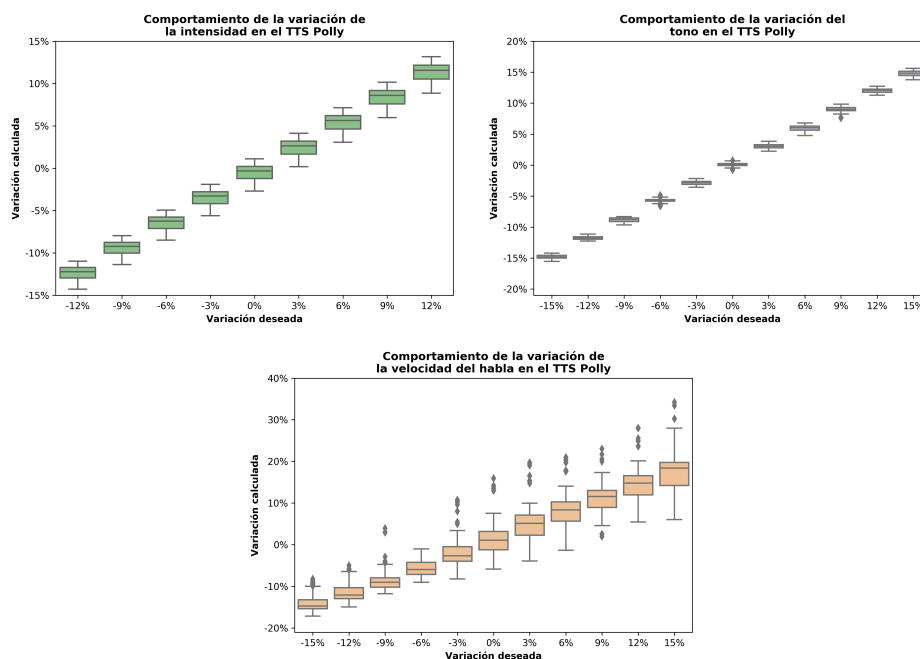 Comportamiento de la variación de
la intensidad en el TTS Polly
15%
10%
5%
0%
-5%
-10%
-15%
Variación calculada
-12% -9% -6% -3% 0% 3% 6% 9% 12%
Variación deseada
Comportamiento de la variación del
tono en el TTS Polly
20%
15%
10%
5%
0%
-5%
-10%
-15%
-20%
Variación calculada
-15% -12% -9% -6% -3% 0% 3% 6% 9% 12% 15%
Variación deseada
Comportamiento de la variación de
la velocidad del habla en el TTS Polly
40%
30%
20%
10%
0%
-10%
-20%
Variación calculada
-15% -12% -9% -6% -3% 0% 3% 6% 9% 12% 15%
Variación deseada